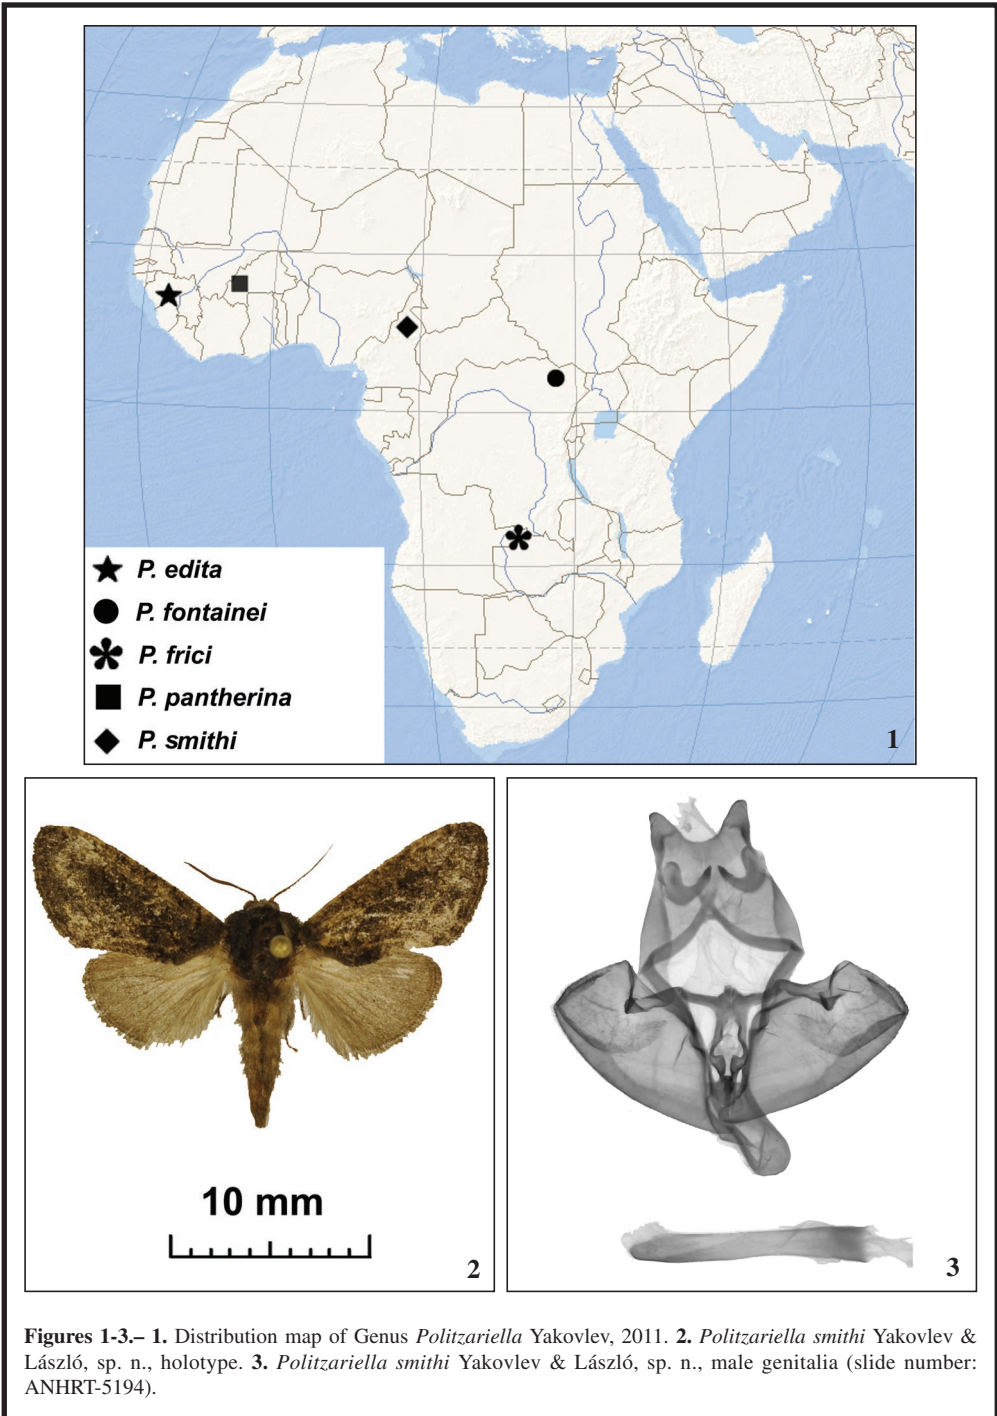 P. edita
P. fontainei
P. frici
P. pantherina
P. smithi
1
10 mm
2
3
Figures 1-3.– 1. Distribution map of Genus Politzariella Yakovlev, 2011. 2. Politzariella smithi Yakovlev &
László, sp. n., holotype. 3. Politzariella smithi Yakovlev & László, sp. n., male genitalia (slide number:
ANHRT-5194).